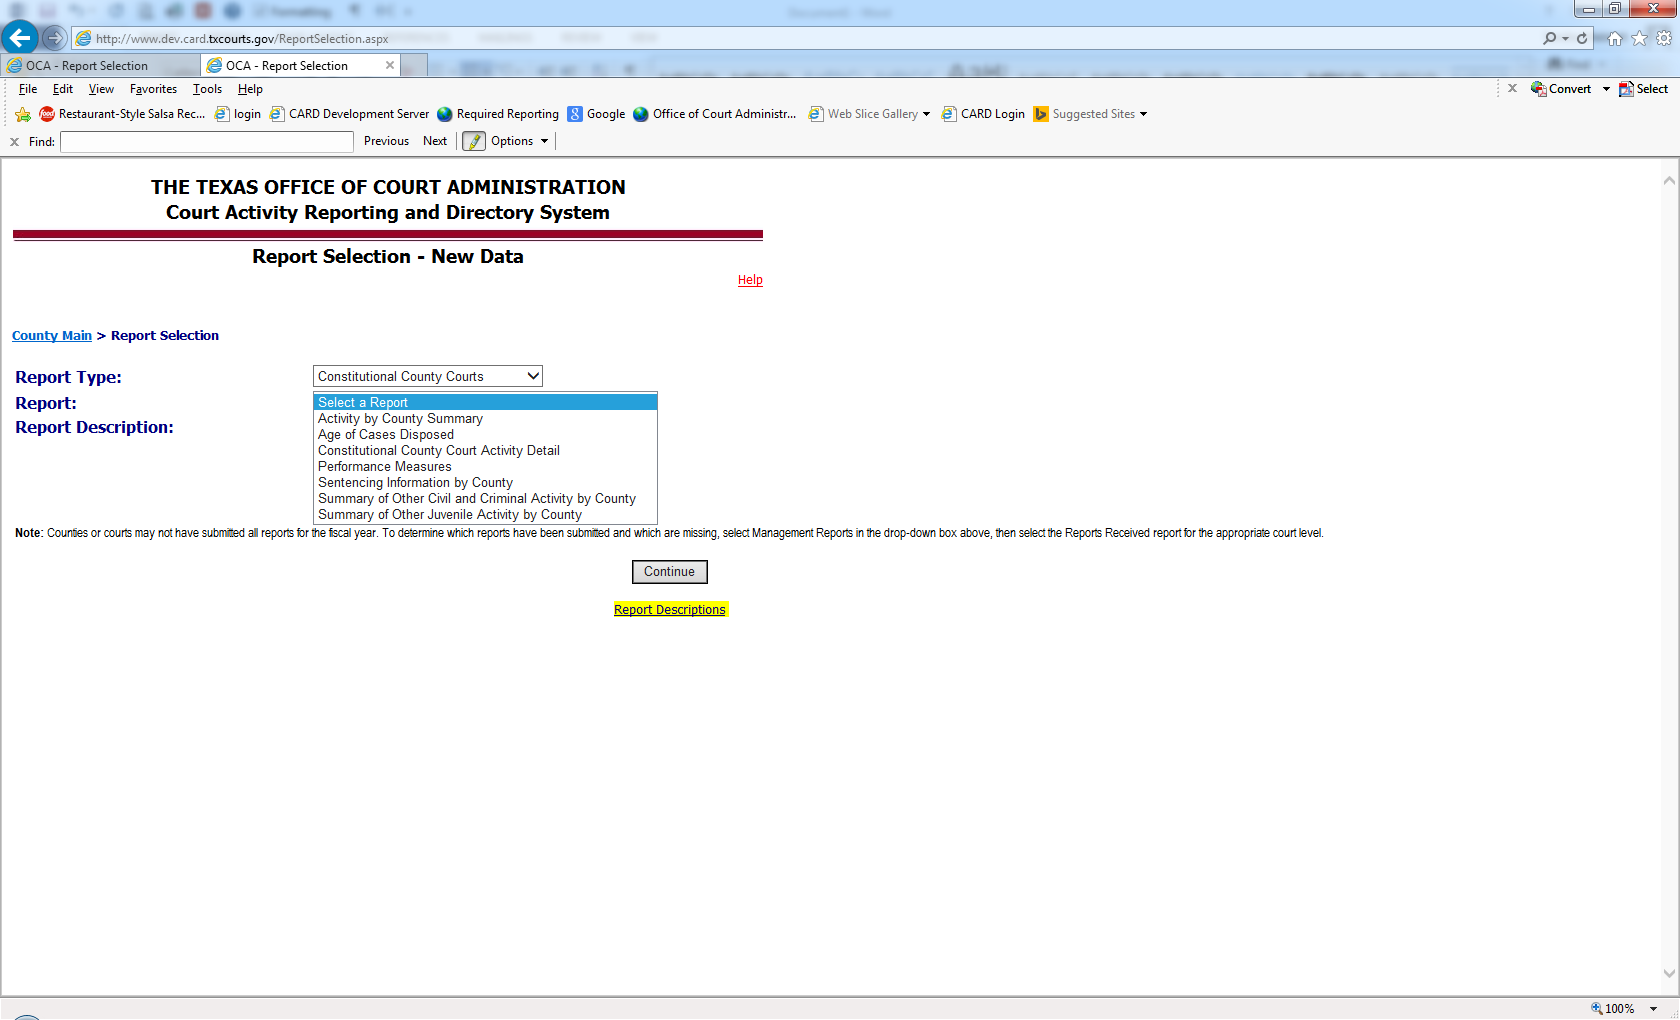 Formatting
Document1 - Word
http://www.dev.card.txcourts.gov/ReportSelection.aspx
OCA - Report Selection
OCA - Report Selection
File Edit View Favorites Tools Help
Convert Select
Restaurant-Style Salsa Rec... login CARD Development Server Required Reporting Google Office of Court Administr... Web Slice Gallery CARD Login Suggested Sites
Find: Previous Next Options
THE TEXAS OFFICE OF COURT ADMINISTRATION
Court Activity Reporting and Directory System
Report Selection - New Data
Help
County Main > Report Selection
Report Type: Constitutional County Courts
Report: Select a Report
Activity by County Summary
Report Description:
Age of Cases Disposed
Constitutional County Court Activity Detail
Performance Measures
Sentencing Information by County
Summary of Other Civil and Criminal Activity by County
Summary of Other Juvenile Activity by County
Note: Counties or courts may not have submitted all reports for the fiscal year. To determine which reports have been submitted and which are missing, select Management Reports in the drop-down box above, then select the Reports Received report for the appropriate court level.
Continue
Report Descriptions
100%